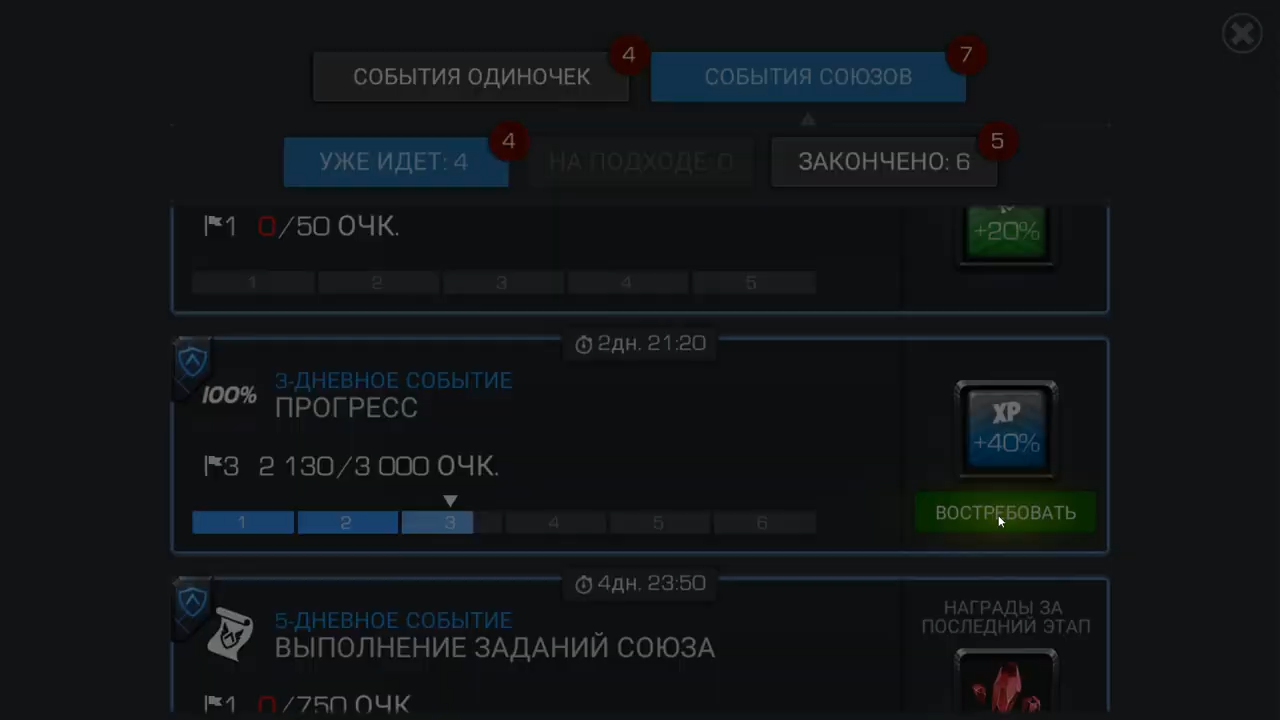 4
7
СОБЫТИЯ ОДИНОЧЕК
СОБЫТИЯ СОЮЗОВ
4
5
УЖЕ ИДЕТ: 4
НА ПОДХОДЕ: 0
ЗАКОНЧЕНО: 6
1 0/50 ОЧК.
+20%
1 2 3 4 5
2дн. 21:20
100%
3-ДНЕВНОЕ СОБЫТИЕ
ПРОГРЕСС
XP
+40%
3 2 130/3 000 ОЧК.
1 2 3 4 5 6
ВОСТРЕБОВАТЬ
4дн. 23:50
НАГРАДЫ ЗА
ПОСЛЕДНИЙ ЭТАП
5-ДНЕВНОЕ СОБЫТИЕ
ВЫПОЛНЕНИЕ ЗАДАНИЙ СОЮЗА
1 0/750 ОЧК